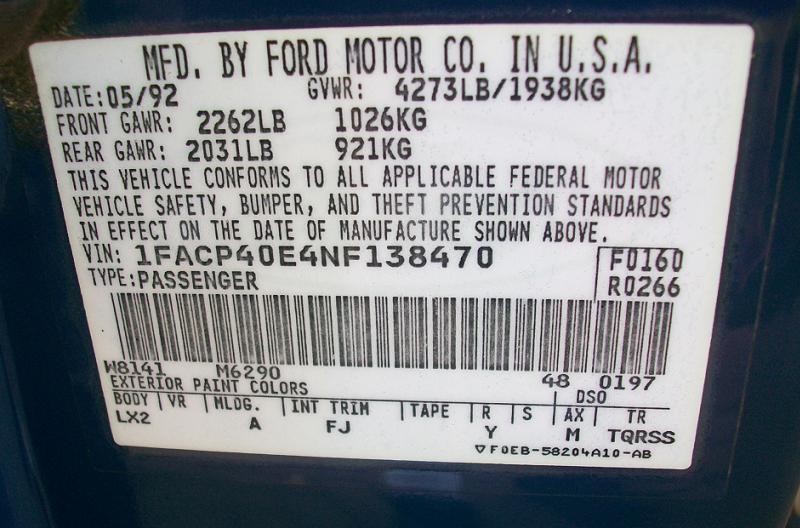 MFD. BY FORD MOTOR CO. IN U.S.A.
DATE: 05/92 GVWR: 4273LB/1938KG
FRONT GAWR: 2262LB 1026KG
REAR GAWR: 2031LB 921KG
THIS VEHICLE CONFORMS TO ALL APPLICABLE FEDERAL MOTOR
VEHICLE SAFETY, BUMPER, AND THEFT PREVENTION STANDARDS
IN EFFECT ON THE DATE OF MANUFACTURE SHOWN ABOVE.
VIN: 1FACP40E4NF138470 F0160
TYPE: PASSENGER R0266
W8141 M6290 48 0197
EXTERIOR PAINT COLORS DSO
BODY VR MLDG. INT TRIM TAPE R S AX TR
LX2 A FJ Y M TQRSS
▽F0EB-58204A10-AB